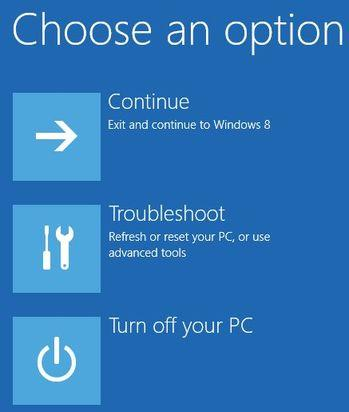 Choose an option
Continue
Exit and continue to Windows 8
Troubleshoot
Refresh or reset your PC, or use
advanced tools
Turn off your PC